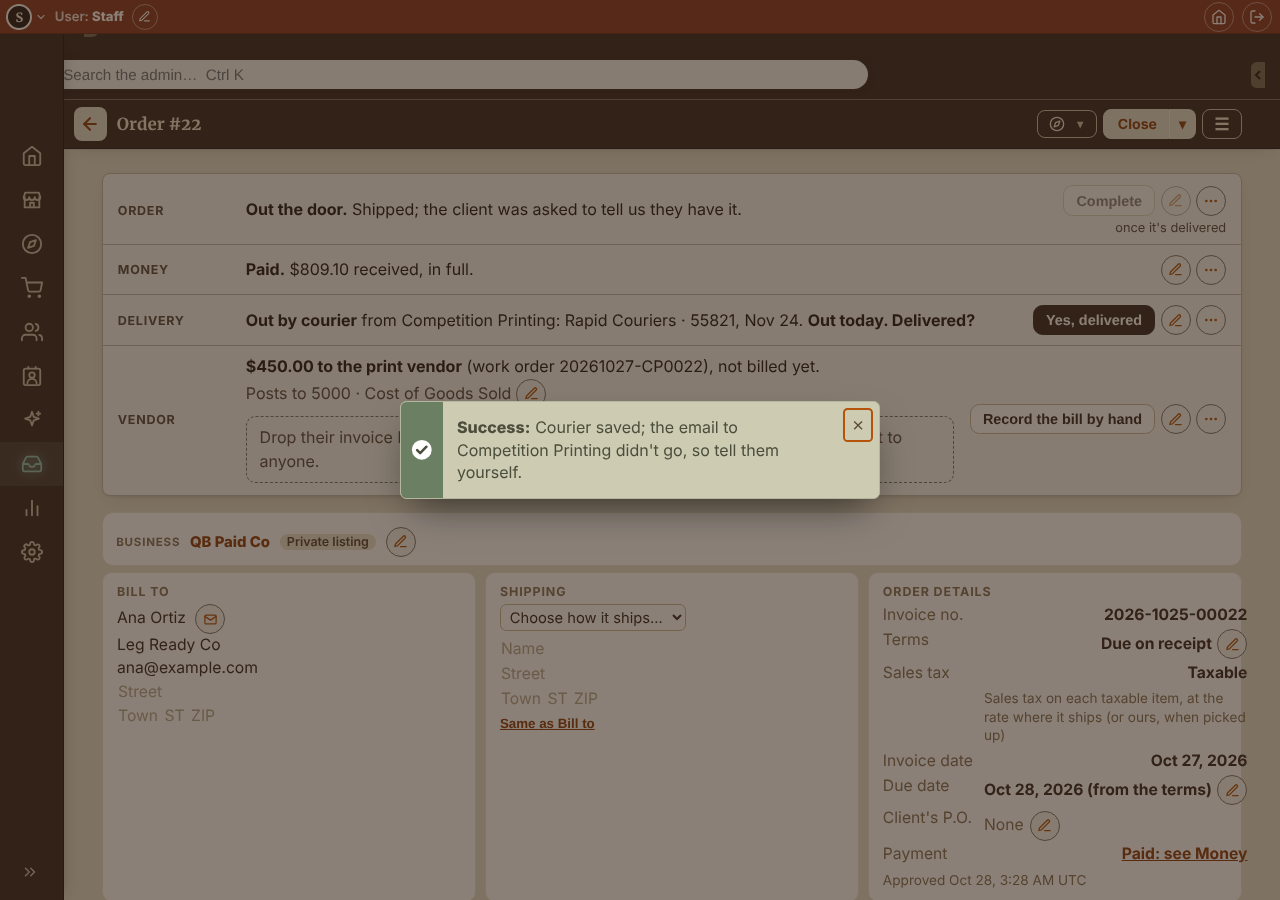 S User: Staff
Search the admin… Ctrl K
Order #22
Close
ORDER
Out the door. Shipped; the client was asked to tell us they have it.
Complete
once it's delivered
MONEY
Paid. $809.10 received, in full.
DELIVERY
Out by courier from Competition Printing: Rapid Couriers · 55821, Nov 24. Out today. Delivered?
Yes, delivered
VENDOR
$450.00 to the print vendor (work order 20261027-CP0022), not billed yet.
Posts to 5000 · Cost of Goods Sold
Drop their invoice
to
anyone.
Record the bill by hand
Success: Courier saved; the email to
Competition Printing didn't go, so tell them
yourself.
BUSINESS QB Paid Co Private listing
BILL TO
Ana Ortiz
Leg Ready Co
ana@example.com
Street
Town ST ZIP
SHIPPING
Choose how it ships...
Name
Street
Town ST ZIP
Same as Bill to
ORDER DETAILS
Invoice no. 2026-1025-00022
Terms Due on receipt
Sales tax Taxable
Sales tax on each taxable item, at the
rate where it ships (or ours, when picked
up)
Invoice date Oct 27, 2026
Due date Oct 28, 2026 (from the terms)
Client's P.O. None
Payment Paid: see Money
Approved Oct 28, 3:28 AM UTC